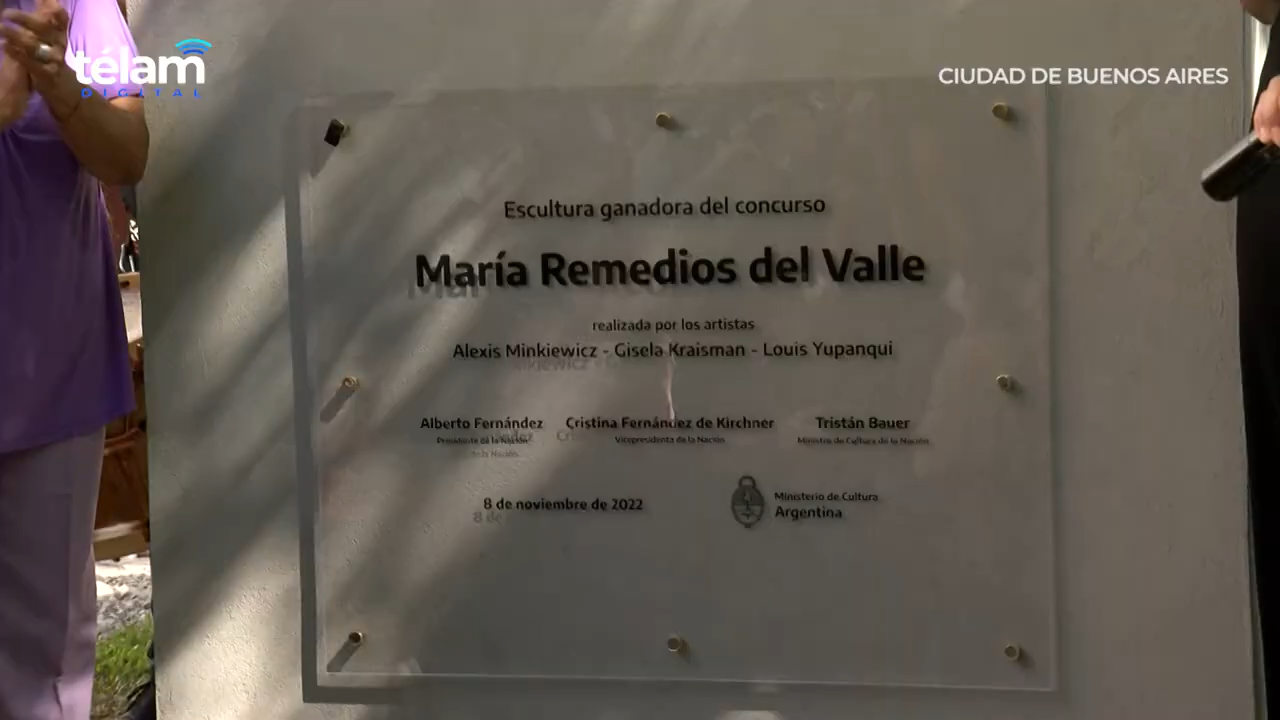 télam
DIGITAL
CIUDAD DE BUENOS AIRES
Escultura ganadora del concurso
María Remedios del Valle
realizada por los artistas
Alexis Minkiewicz - Gisela Kraisman - Louis Yupanqui
Alberto Fernández Cristina Fernández de Kirchner Tristán Bauer
Presidente de la Nación Vicepresidenta de la Nación Ministro de Cultura de la Nación
8 de noviembre de 2022
Ministerio de Cultura
Argentina